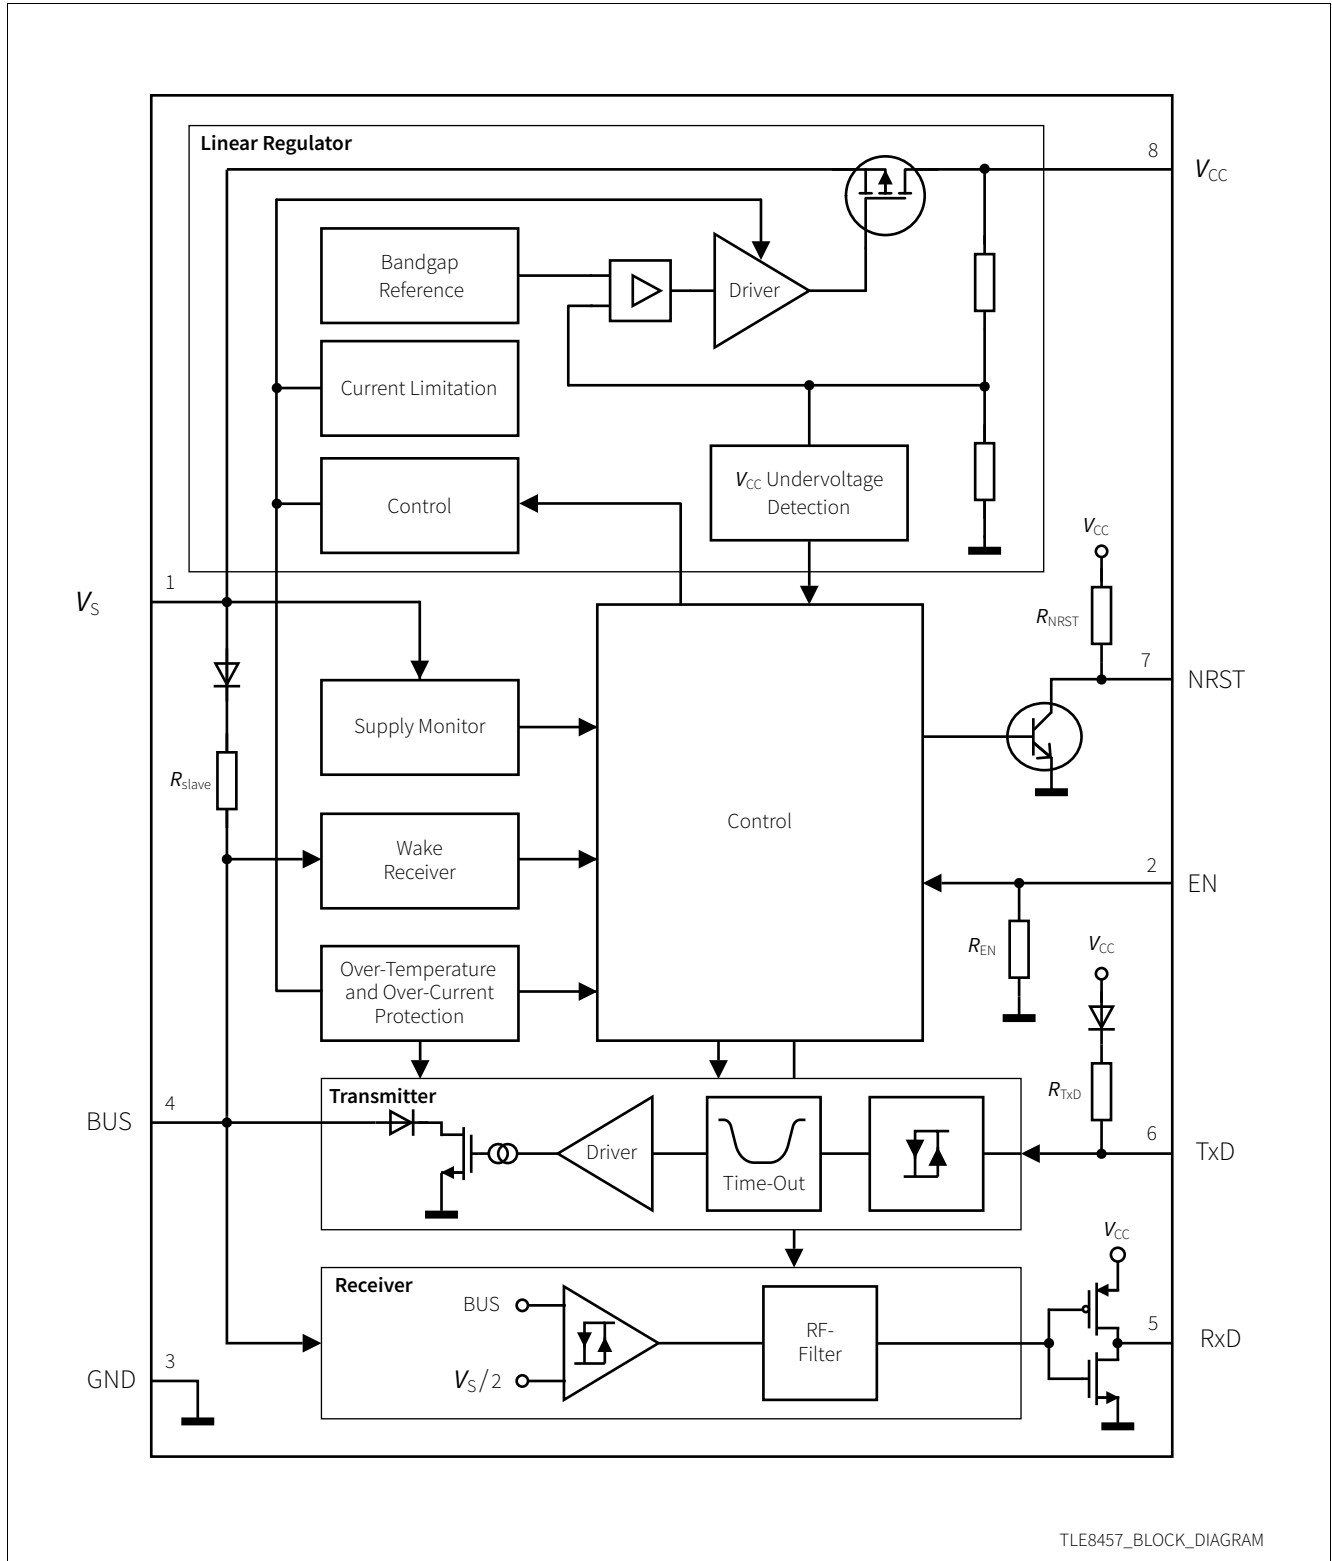 Linear Regulator
8
VCC
Bandgap
Reference
Driver
Current Limitation
VCC Undervoltage
Detection
Control
VCC
1
VS
RNRST
7
NRST
Supply Monitor
Rslave
Control
Wake
Receiver
2
EN
REN
VCC
Over-Temperature
and Over-Current
Protection
RTxD
Transmitter
4
BUS
Driver
Time-Out
6
TxD
VCC
Receiver
BUS
RF-
Filter
5
RxD
VS/2
3
GND
TLE8457_BLOCK_DIAGRAM